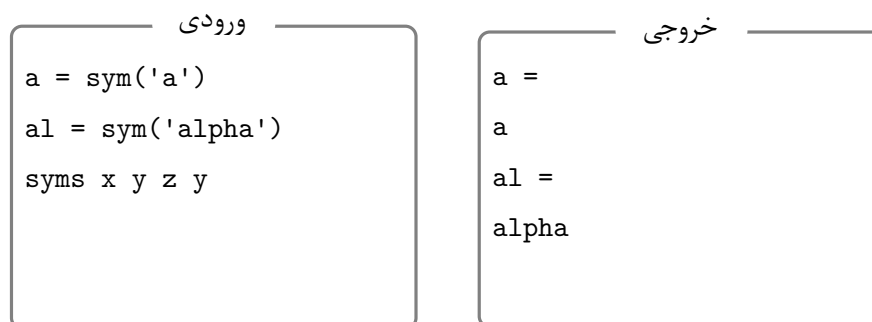 ورودی
a = sym('a')
al = sym('alpha')
syms x y z y
خروجی
a =
a
al =
alpha